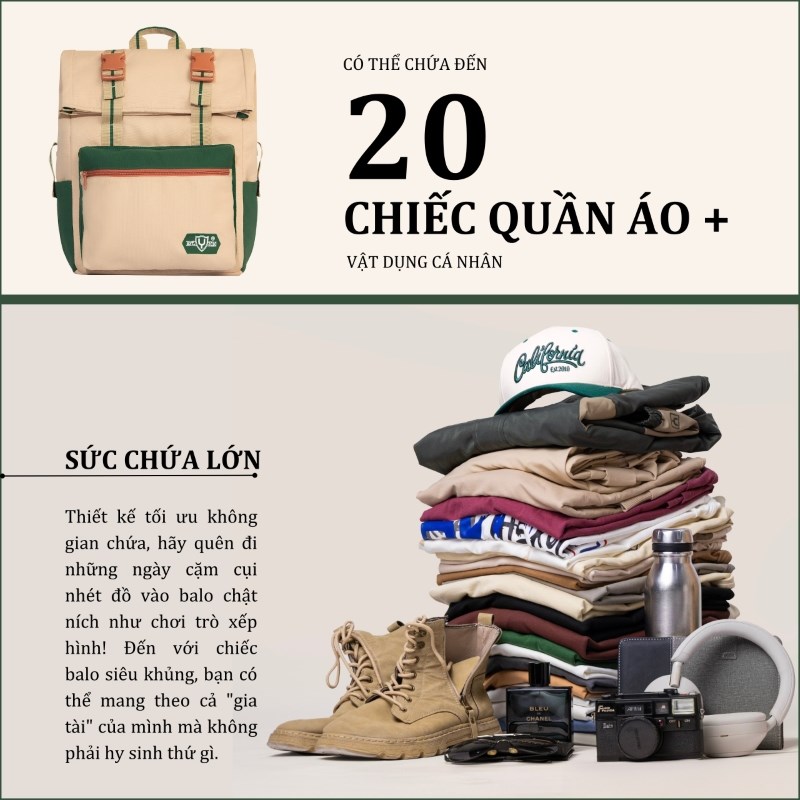 CÓ THỂ CHỨA ĐẾN
20
CHIẾC QUẦN ÁO +
VẬT DỤNG CÁ NHÂN
California
Est.2010
SỨC CHỨA LỚN
Thiết kế tối ưu không
gian chứa, hãy quên đi
những ngày cặm cụi
nhét đồ vào balo chật
ních như chơi trò xếp
hình! Đến với chiếc
balo siêu khủng, bạn có
thể mang theo cả "gia
tài" của mình mà không
phải hy sinh thứ gì.
BLEU
DE
CHANEL